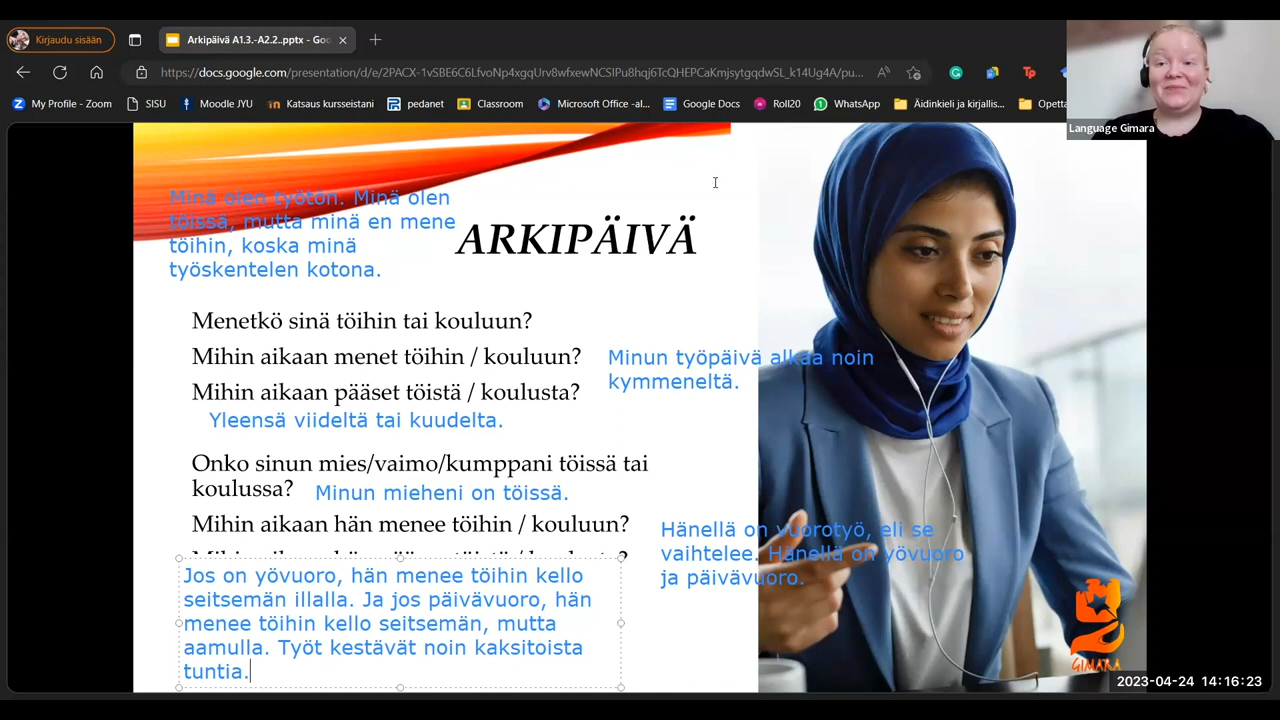 Kirjaudu sisään
Arkipäivä A1.3.-A2.2..pptx - Goo
https://docs.google.com/presentation/d/e/2PACX-1vSBE6C6LfvoNp4xgqUrv8wfxewNCSIPu8hqj6TcQHEPCaKmjsytgqdwSL_k14Ug4A/pu...
My Profile - Zoom
SISU
Moodle JYU
Katsaus kursseistani
pedanet
Classroom
Microsoft Office -al...
Google Docs
Roll20
WhatsApp
Äidinkieli ja kirjallis...
Opetta
Language Gimara
Minä olen työtön. Minä olen
töissä, mutta minä en mene
töihin, koska minä
työskentelen kotona.
ARKIPÄIVÄ
Menetkö sinä töihin tai kouluun?
Mihin aikaan menet töihin / kouluun?
Minun työpäivä alkaa noin
kymmeneltä.
Mihin aikaan pääset töistä / koulusta?
Yleensä viideltä tai kuudelta.
Onko sinun mies/vaimo/kumppani töissä tai
koulussa?
Minun mieheni on töissä.
Mihin aikaan hän menee töihin / kouluun?
Hänellä on vuorotyö, eli se
vaihtelee. Hänellä on yövuoro
ja päivävuoro.
Jos on yövuoro, hän menee töihin kello
seitsemän illalla. Ja jos päivävuoro, hän
menee töihin kello seitsemän, mutta
aamulla. Työt kestävät noin kaksitoista
tuntia.
GIMARA
2023-04-24 14:16:23